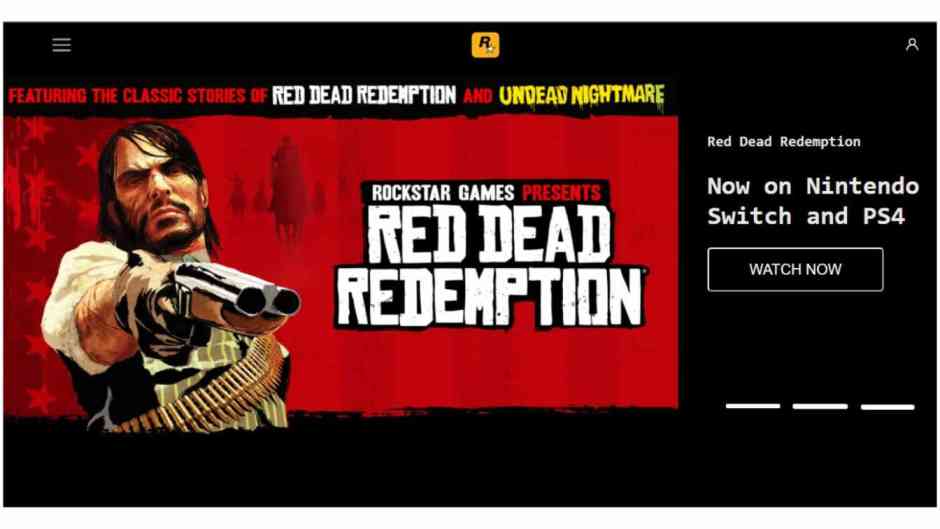 R
FEATURING THE CLASSIC STORIES OF RED DEAD REDEMPTION AND UNDEAD NIGHTMARE
ROCKSTAR GAMES PRESENTS
RED DEAD
REDEMPTION
Red Dead Redemption
Now on Nintendo
Switch and PS4
WATCH NOW